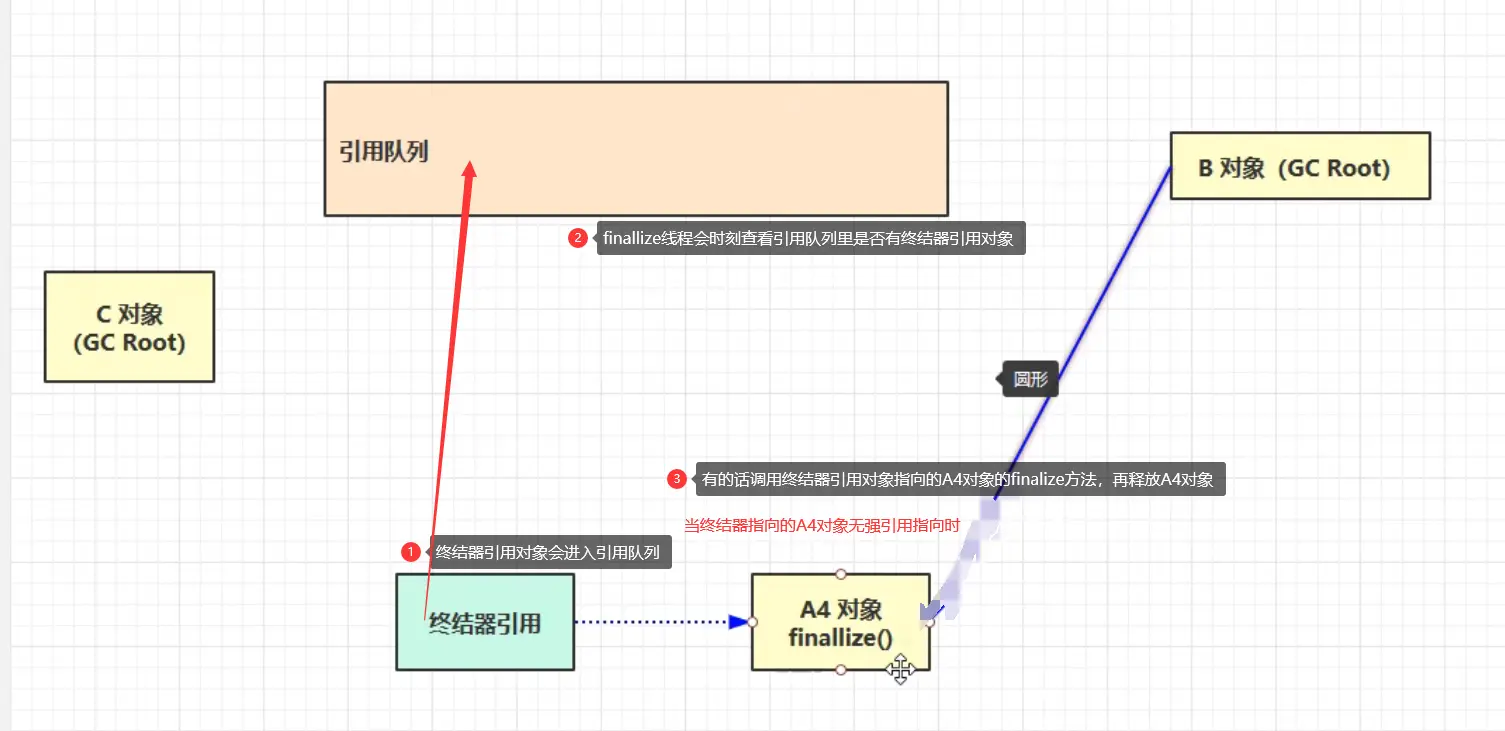 引用队列
B 对象（GC Root)
2
finallize线程会时刻查看引用队列里是否有终结器引用对象
C 对象
(GC Root)
圆形
3
有的话调用终结器引用对象指向的A4对象的finalize方法，再释放A4对象
当终结器指向的A4对象无强引用指向时
1
终结器引用对象会进入引用队列
终结器引用
A4 对象
finallize()